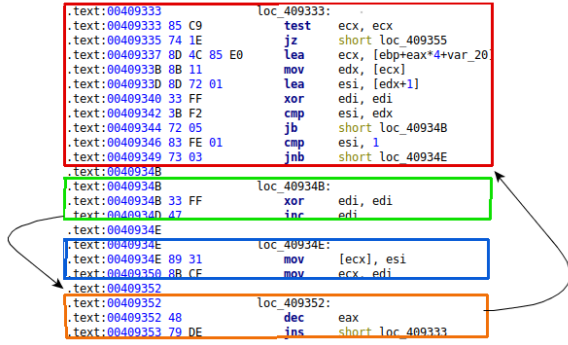 .text:00409333 loc_409333:
.text:00409333 85 C9 test ecx, ecx
.text:00409335 74 1E jz short loc_409355
.text:00409337 8D 4C 85 E0 lea ecx, [ebp+eax*4+var_20]
.text:0040933B 8B 11 mov edx, [ecx]
.text:0040933D 8D 72 01 lea esi, [edx+1]
.text:00409340 33 FF xor edi, edi
.text:00409342 3B F2 cmp esi, edx
.text:00409344 72 05 jb short loc_40934B
.text:00409346 83 FE 01 cmp esi, 1
.text:00409349 73 03 jnb short loc_40934E
.text:0040934B
.text:0040934B loc_40934B:
.text:0040934B 33 FF xor edi, edi
.text:0040934D 47 inc edi
.text:0040934E
.text:0040934E loc_40934E:
.text:0040934E 89 31 mov [ecx], esi
.text:00409350 8B CF mov ecx, edi
.text:00409352
.text:00409352 loc_409352:
.text:00409352 48 dec eax
.text:00409353 79 DE jns short loc_409333